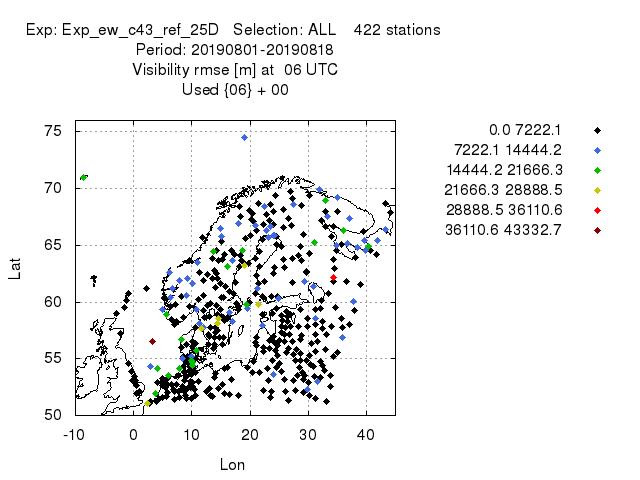 Exp: Exp_ew_c43_ref_25D Selection: ALL 422 stations
Period: 20190801-20190818
Visibility rmse [m] at 06 UTC
Used {06} + 00
0.0 7222.1
7222.1 14444.2
14444.2 21666.3
21666.3 28888.5
28888.5 36110.6
36110.6 43332.7
75
70
65
60
55
50
Lat
-10 0 10 20 30 40
Lon